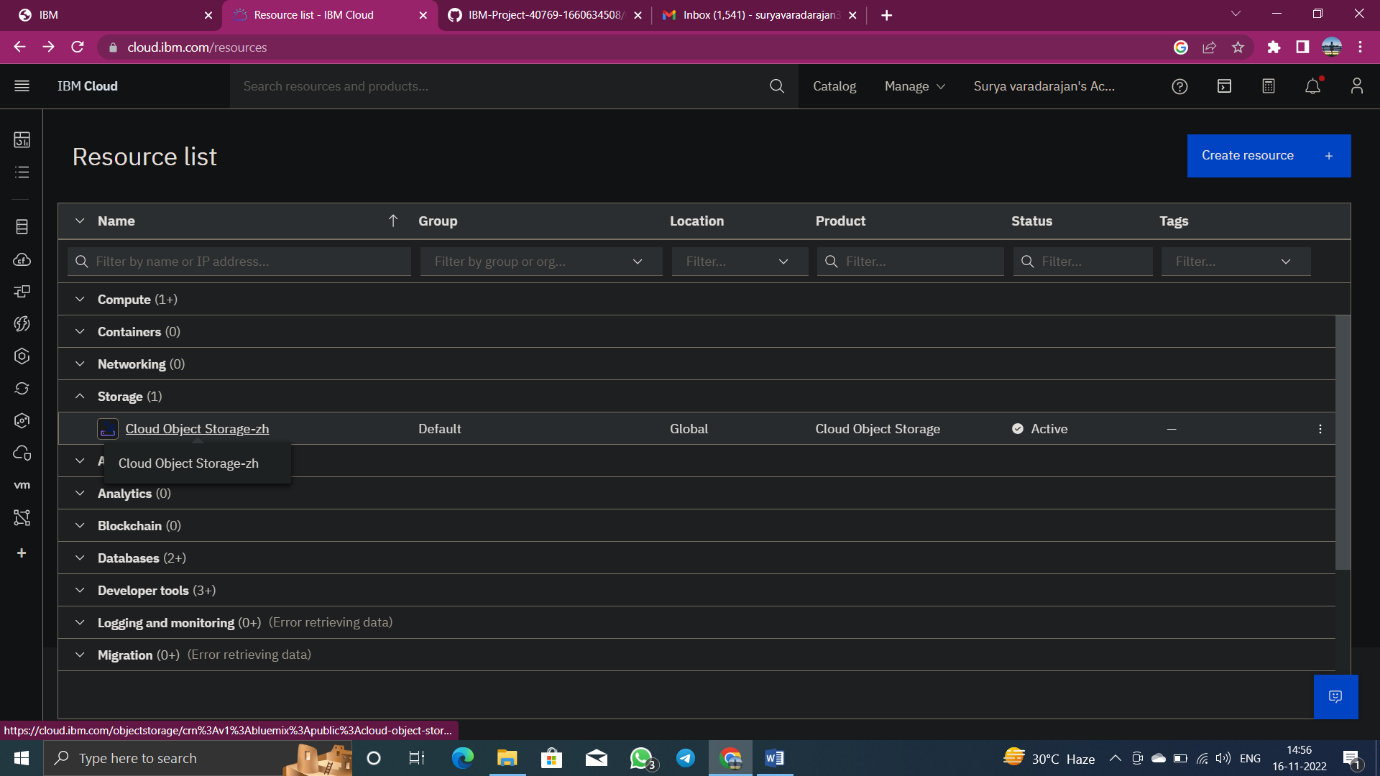 IBM
Resource list - IBM Cloud
IBM-Project-40769-1660634508/
Inbox (1,541) - suryavaradarajan3
cloud.ibm.com/resources
IBM Cloud
Search resources and products...
Catalog
Manage
Surya varadarajan's Ac...
Resource list
Create resource +
Name Group Location Product Status Tags
Filter by name or IP address... Filter by group or org... Filter... Filter... Filter... Filter...
Compute (1+)
Containers (0)
Networking (0)
Storage (1)
Cloud Object Storage-zh Default Global Cloud Object Storage Active —
Cloud Object Storage-zh
Analytics (0)
Blockchain (0)
Databases (2+)
Developer tools (3+)
Logging and monitoring (0+) (Error retrieving data)
Migration (0+) (Error retrieving data)
https://cloud.ibm.com/objectstorage/crn%3Av1%3Abluemix%3Apublic%3Acloud-object-stor...
vm
Type here to search
3
30°C Haze
ENG
14:56
16-11-2022
1